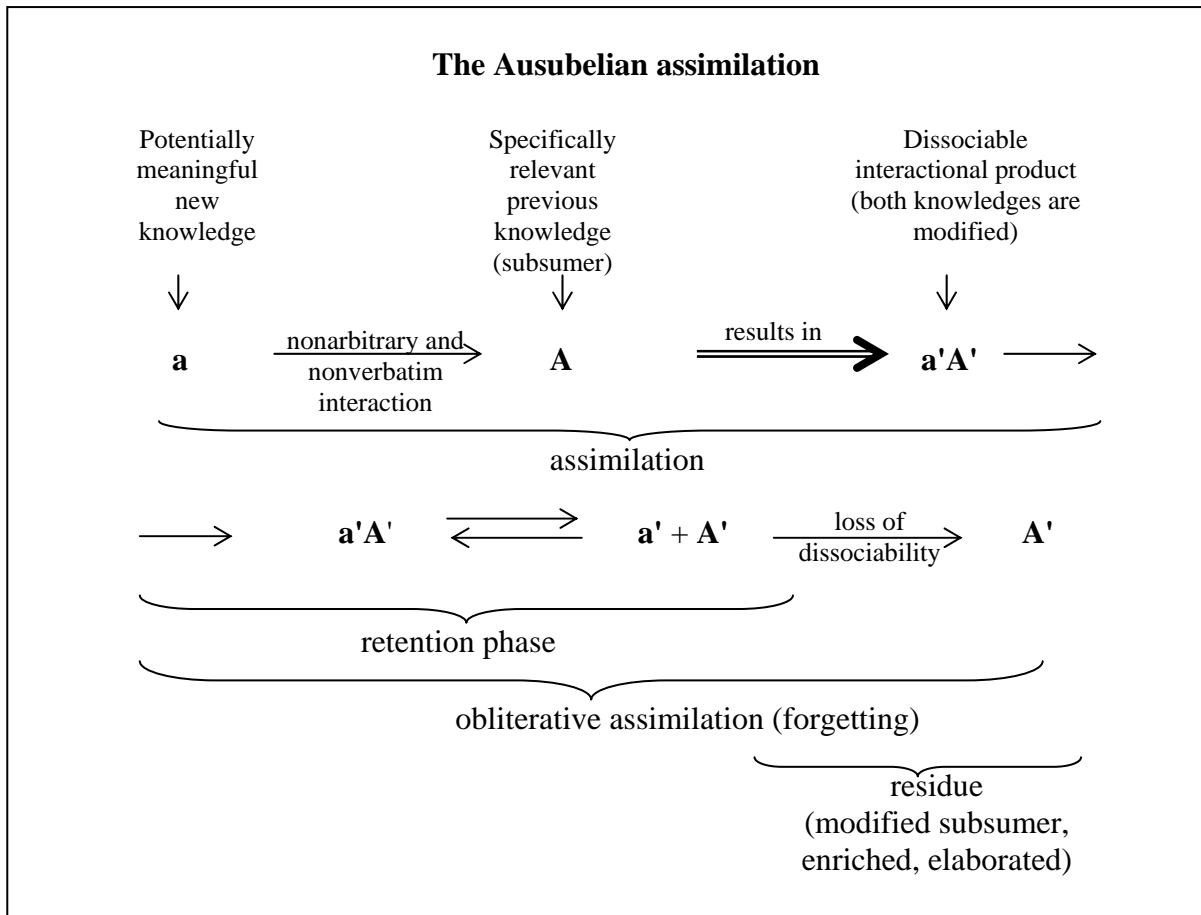 The Ausubelian assimilation
Potentially
meaningful
new
knowledge
Specifically
relevant
previous
knowledge
(subsumer)
Dissociable
interactional product
(both knowledges are
modified)
a
nonarbitrary and
nonverbatim
interaction
A
results in
a'A'
assimilation
a'A'
a' + A'
loss of
dissociability
A'
retention phase
obliterative assimilation (forgetting)
residue
(modified subsumer,
enriched, elaborated)